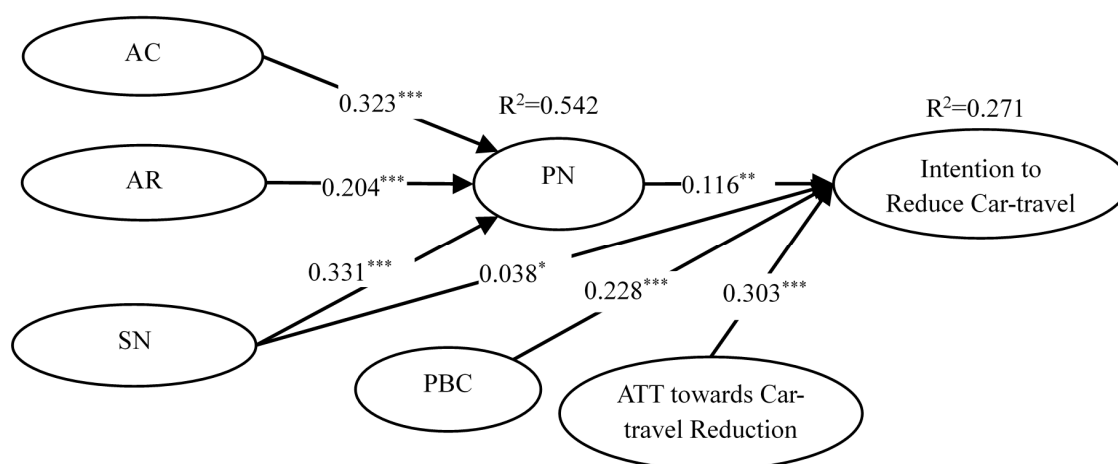 AC
0.323***
R²=0.542
R²=0.271
AR
0.204***
PN
0.116**
Intention to
Reduce Car-travel
0.331***
0.038*
0.228***
0.303***
SN
PBC
ATT towards Car-
travel Reduction